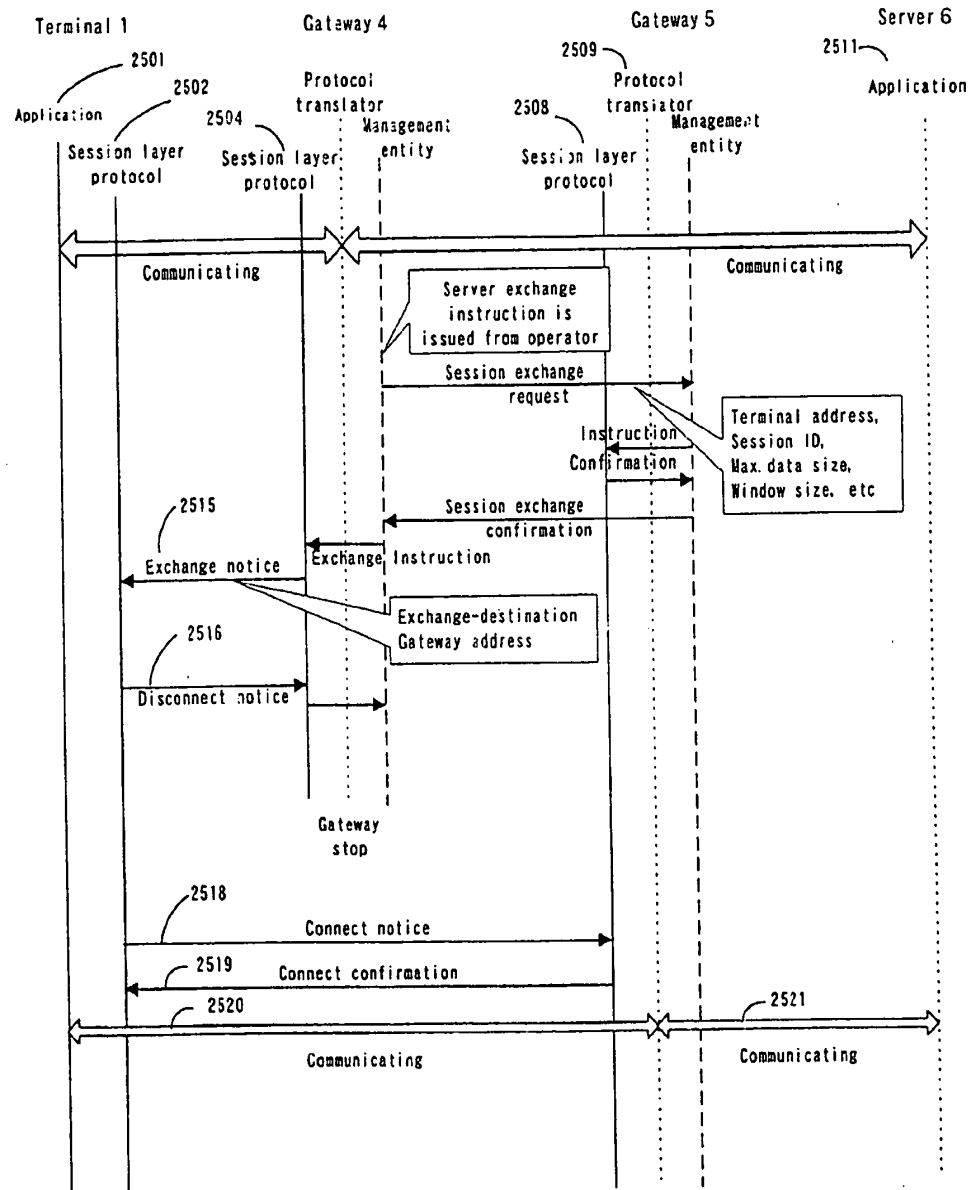 Terminal 1
Gateway 4
Gateway 5
Server 6
2501
2502
2504
2508
2509
2511
Application
Session layer
protocol
Session layer
protocol
Protocol
translator
Management
entity
Session layer
protocol
Protocol
translator
Management
entity
Application
Communicating
Communicating
Server exchange
instruction is
issued from operator
Session exchange
request
Terminal address,
Session ID,
Max. data size,
Window size. etc
Instruction
Confirmation
Session exchange
confirmation
2515
Exchange Instruction
Exchange notice
Exchange-destination
Gateway address
2516
Disconnect notice
Gateway
stop
2518
Connect notice
2519
Connect confirmation
2520
2521
Communicating
Communicating